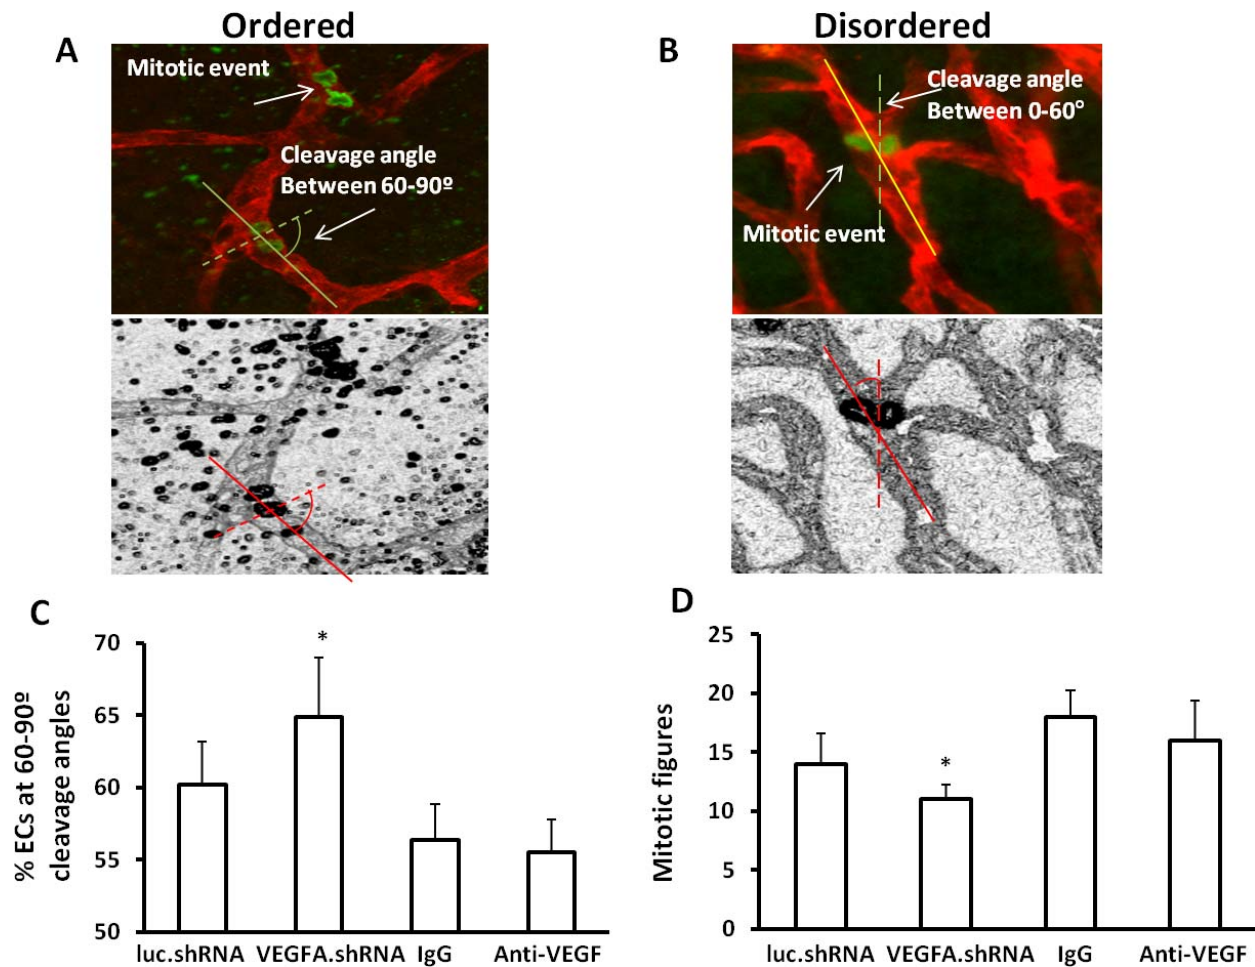 Ordered
A
Mitotic event
Cleavage angle
Between 60-90º
Disordered
B
Cleavage angle
Between 0-60°
Mitotic event
C
% ECs at 60-90º
cleavage angles
70
65
60
55
50
*
luc.shRNA VEGFA.shRNA IgG Anti-VEGF
D
Mitotic figures
25
20
15
10
5
0
*
luc.shRNA VEGFA.shRNA IgG Anti-VEGF